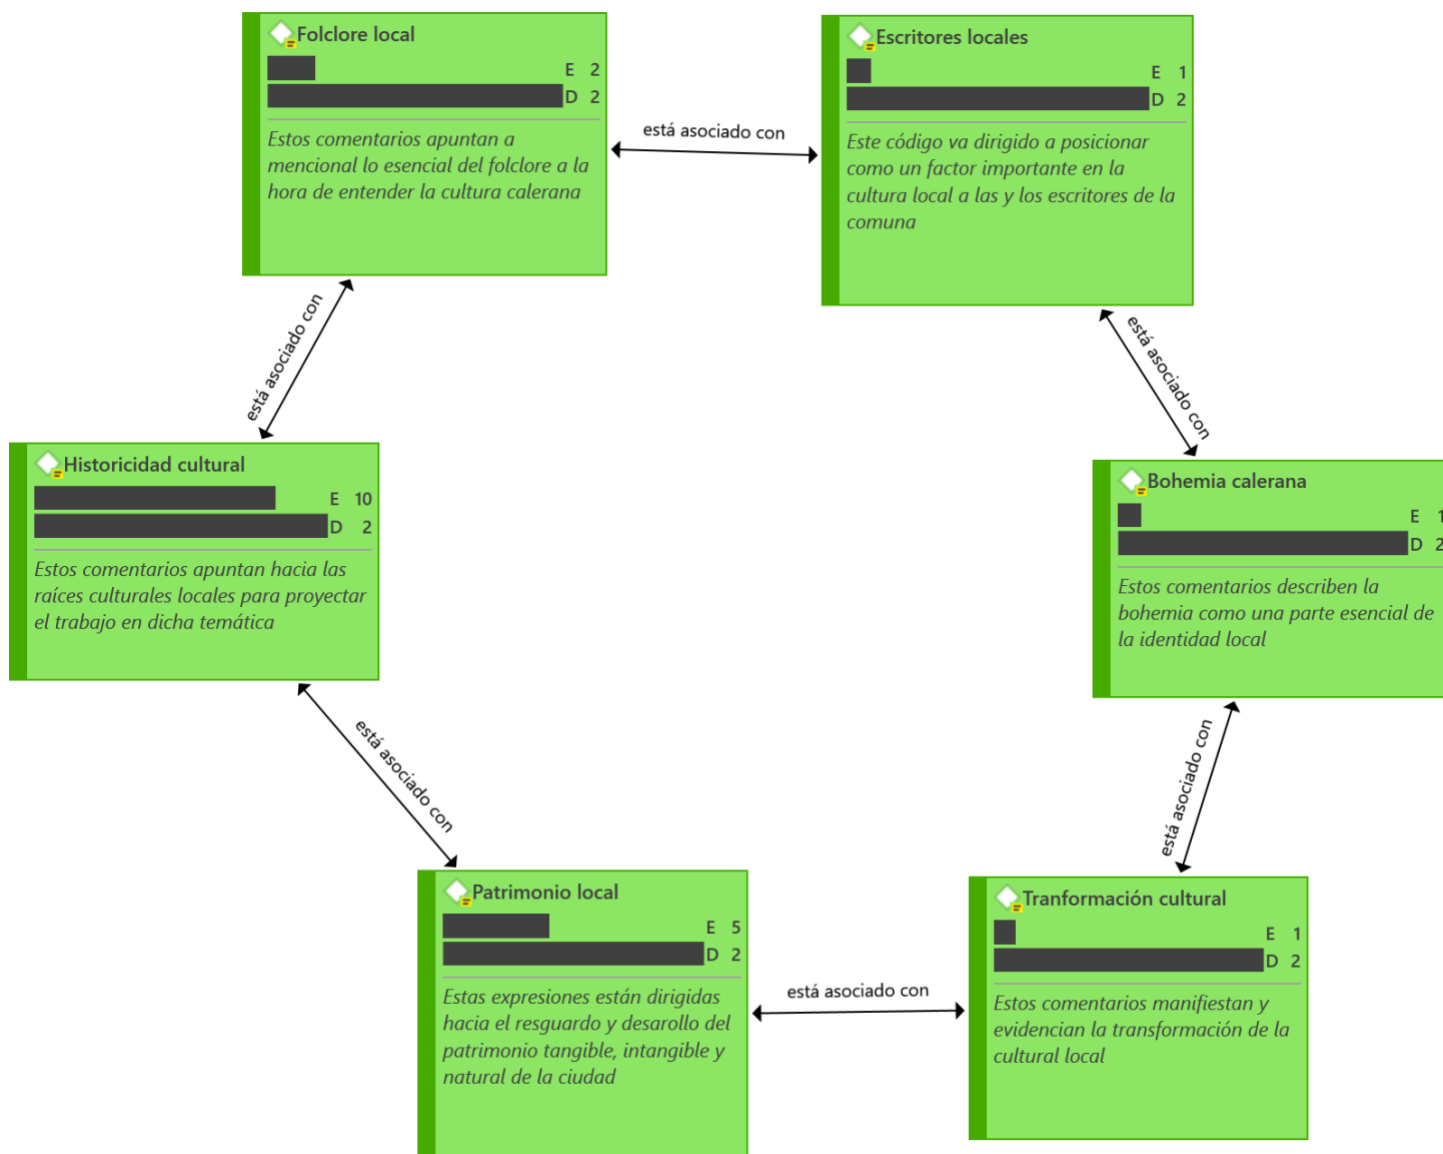 Folclore local
E 2
D 2
Estos comentarios apuntan a
mencional lo esencial del folclore a la
hora de entender la cultura calerana
está asociado con
Escritores locales
E 1
D 2
Este código va dirigido a posicionar
como un factor importante en la
cultura local a las y los escritores de la
comuna
está asociado con
está asociado con
Historicidad cultural
E 10
D 2
Estos comentarios apuntan hacia las
raíces culturales locales para proyectar
el trabajo en dicha temática
Bohemia calerana
E 1
D 2
Estos comentarios describen la
bohemia como una parte esencial de
la identidad local
está asociado con
está asociado con
Patrimonio local
E 5
D 2
Estas expresiones están dirigidas
hacia el resguardo y desarollo del
patrimonio tangible, intangible y
natural de la ciudad
está asociado con
Tranformación cultural
E 1
D 2
Estos comentarios manifiestan y
evidencian la transformación de la
cultural local